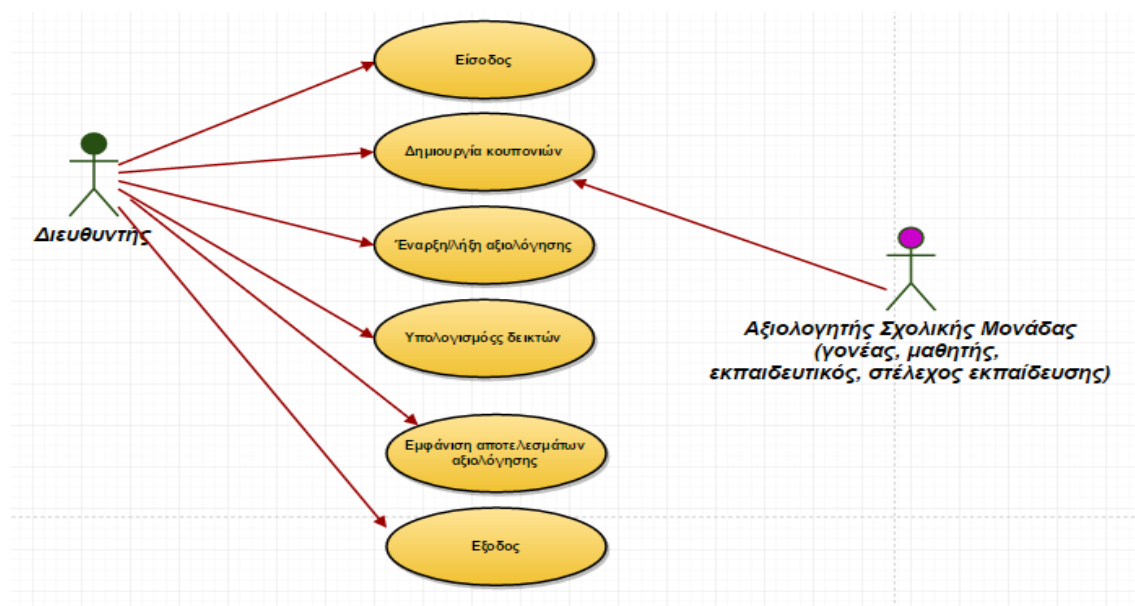 Είσοδος
Δημιουργία κουπονιών
Διευθυντής
Έναρξη/λήξη αξιολόγησης
Υπολογισμόςς δεικτών
Αξιολογητής Σχολικής Μονάδας
(γονέας, μαθητής,
εκπαιδευτικός, στέλεχος εκπαίδευσης)
Εμφάνιση αποτελεσμάτων
αξιολόγησης
Εξοδος